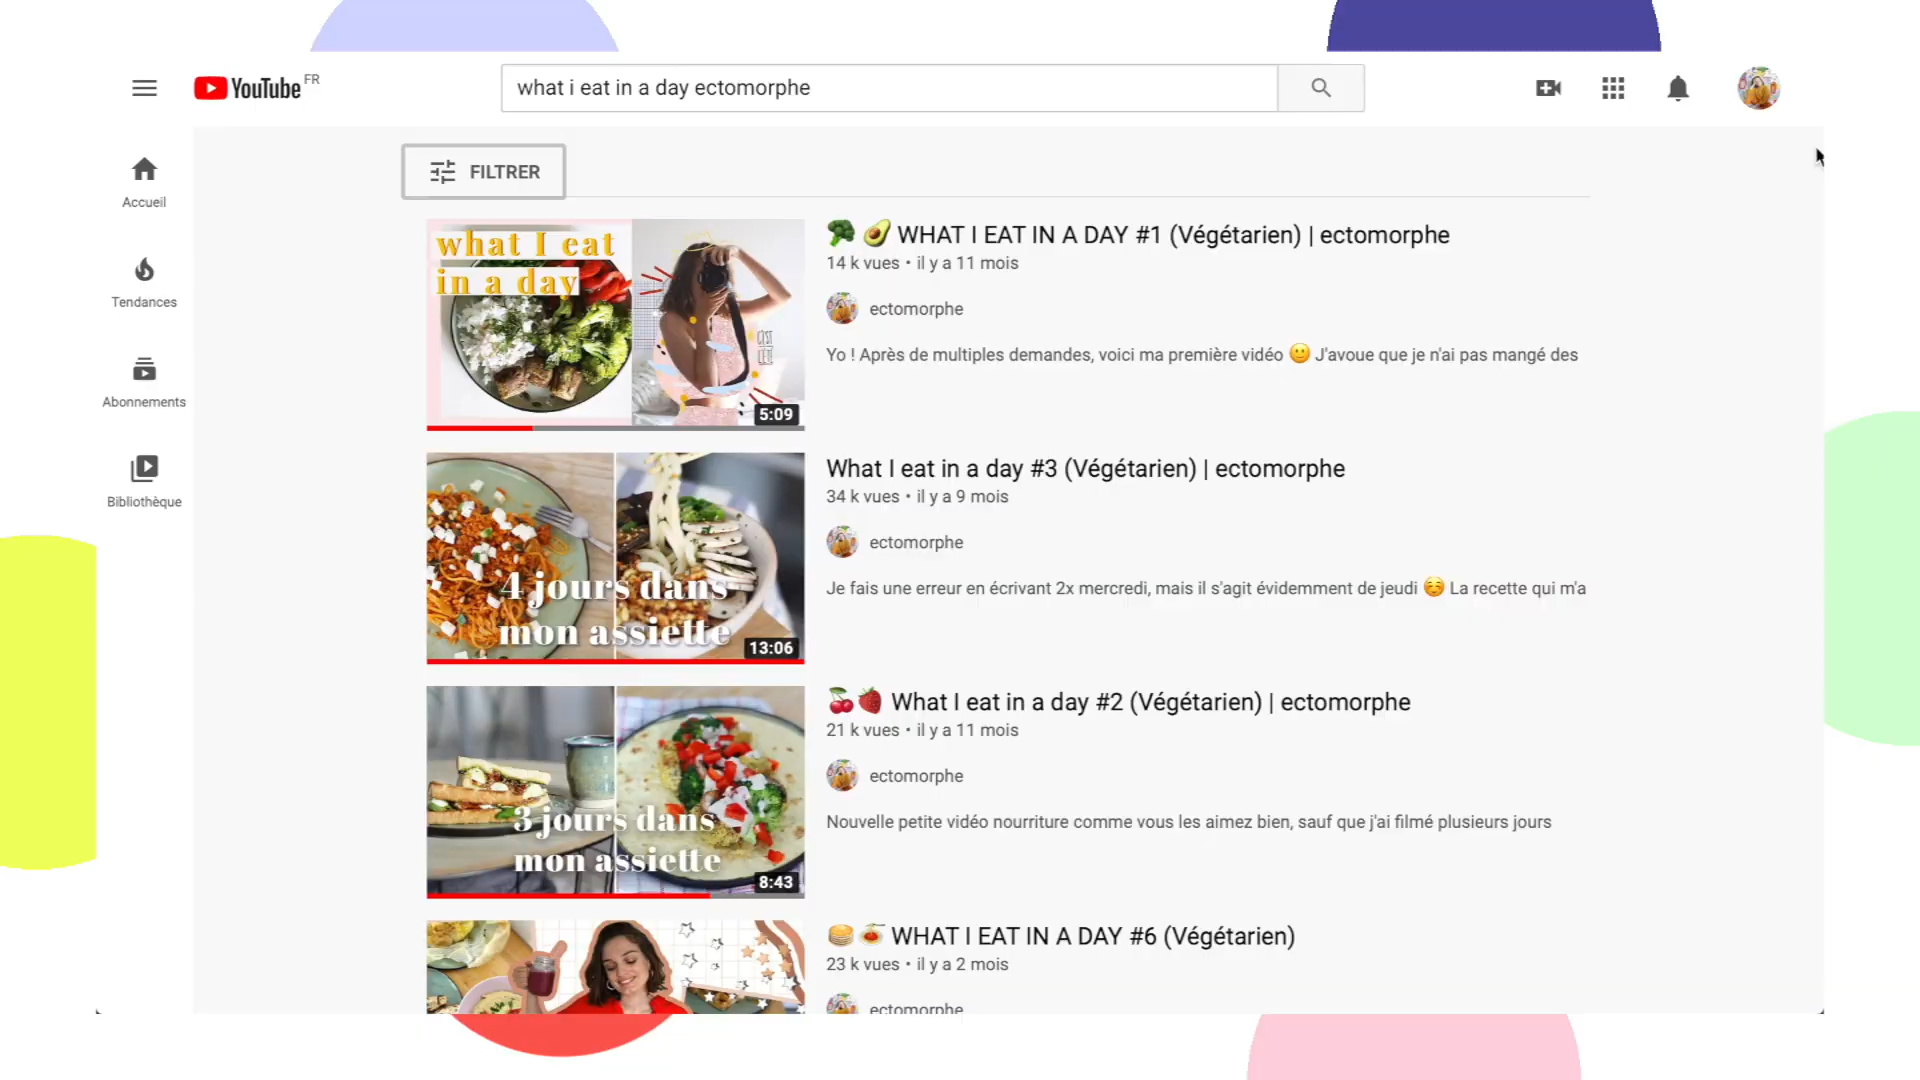 YouTube FR
what i eat in a day ectomorphe
Accueil
Tendances
Abonnements
Bibliothèque
FILTRER
what I eat
in a day
C'EST
L'ÉTÉ
5:09
🥦 🥑 WHAT I EAT IN A DAY #1 (Végétarien) | ectomorphe
14 k vues • il y a 11 mois
ectomorphe
Yo ! Après de multiples demandes, voici ma première vidéo 🙂 J'avoue que je n'ai pas mangé des
4 jours dans
mon assiette
13:06
What I eat in a day #3 (Végétarien) | ectomorphe
34 k vues • il y a 9 mois
ectomorphe
Je fais une erreur en écrivant 2x mercredi, mais il s'agit évidemment de jeudi ☺️ La recette qui m'a
3 jours dans
mon assiette
8:43
🍒🍓 What I eat in a day #2 (Végétarien) | ectomorphe
21 k vues • il y a 11 mois
ectomorphe
Nouvelle petite vidéo nourriture comme vous les aimez bien, sauf que j'ai filmé plusieurs jours
🥞🍝 WHAT I EAT IN A DAY #6 (Végétarien)
23 k vues • il y a 2 mois
ectomorphe